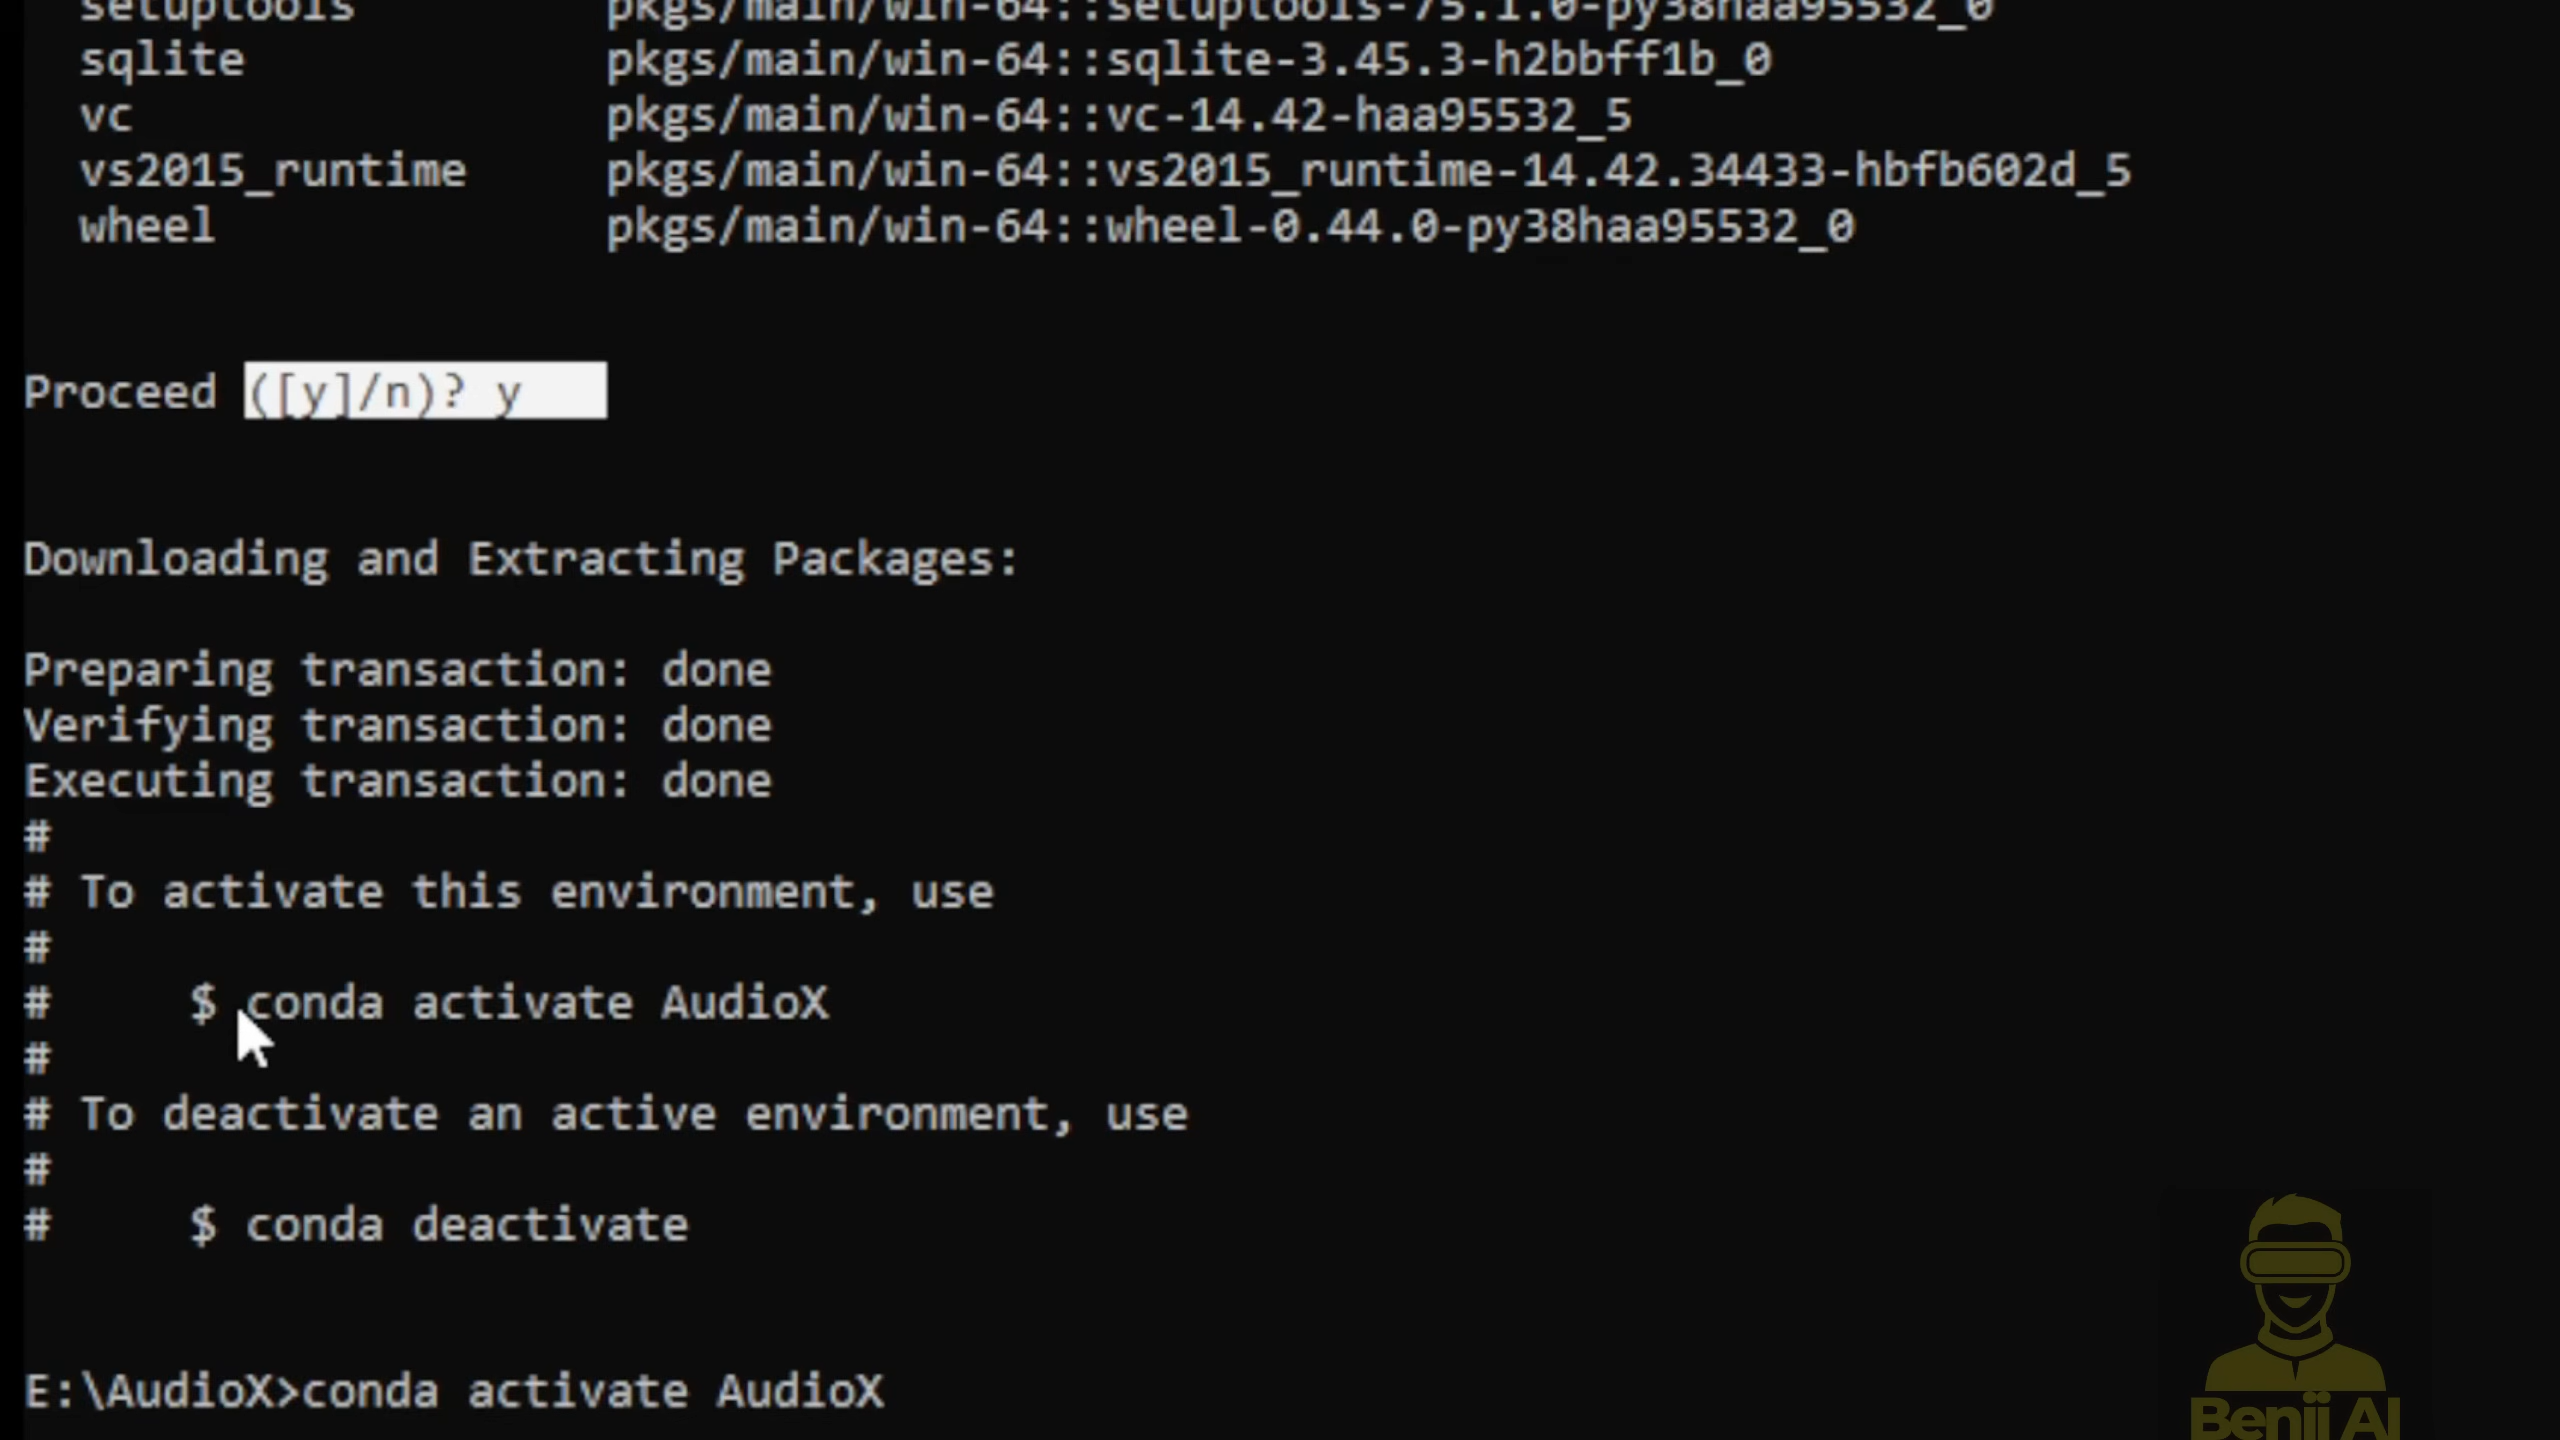 setuptools pkgs/main/win-64::setuptools-75.1.0-py38haa95532_0
sqlite pkgs/main/win-64::sqlite-3.45.3-h2bbff1b_0
vc pkgs/main/win-64::vc-14.42-haa95532_5
vs2015_runtime pkgs/main/win-64::vs2015_runtime-14.42.34433-hbfb602d_5
wheel pkgs/main/win-64::wheel-0.44.0-py38haa95532_0
Proceed ([y]/n)? y
Downloading and Extracting Packages:
Preparing transaction: done
Verifying transaction: done
Executing transaction: done
#
# To activate this environment, use
#
# $ conda activate AudioX
#
# To deactivate an active environment, use
#
# $ conda deactivate
E:\AudioX>conda activate AudioX
Benji AI